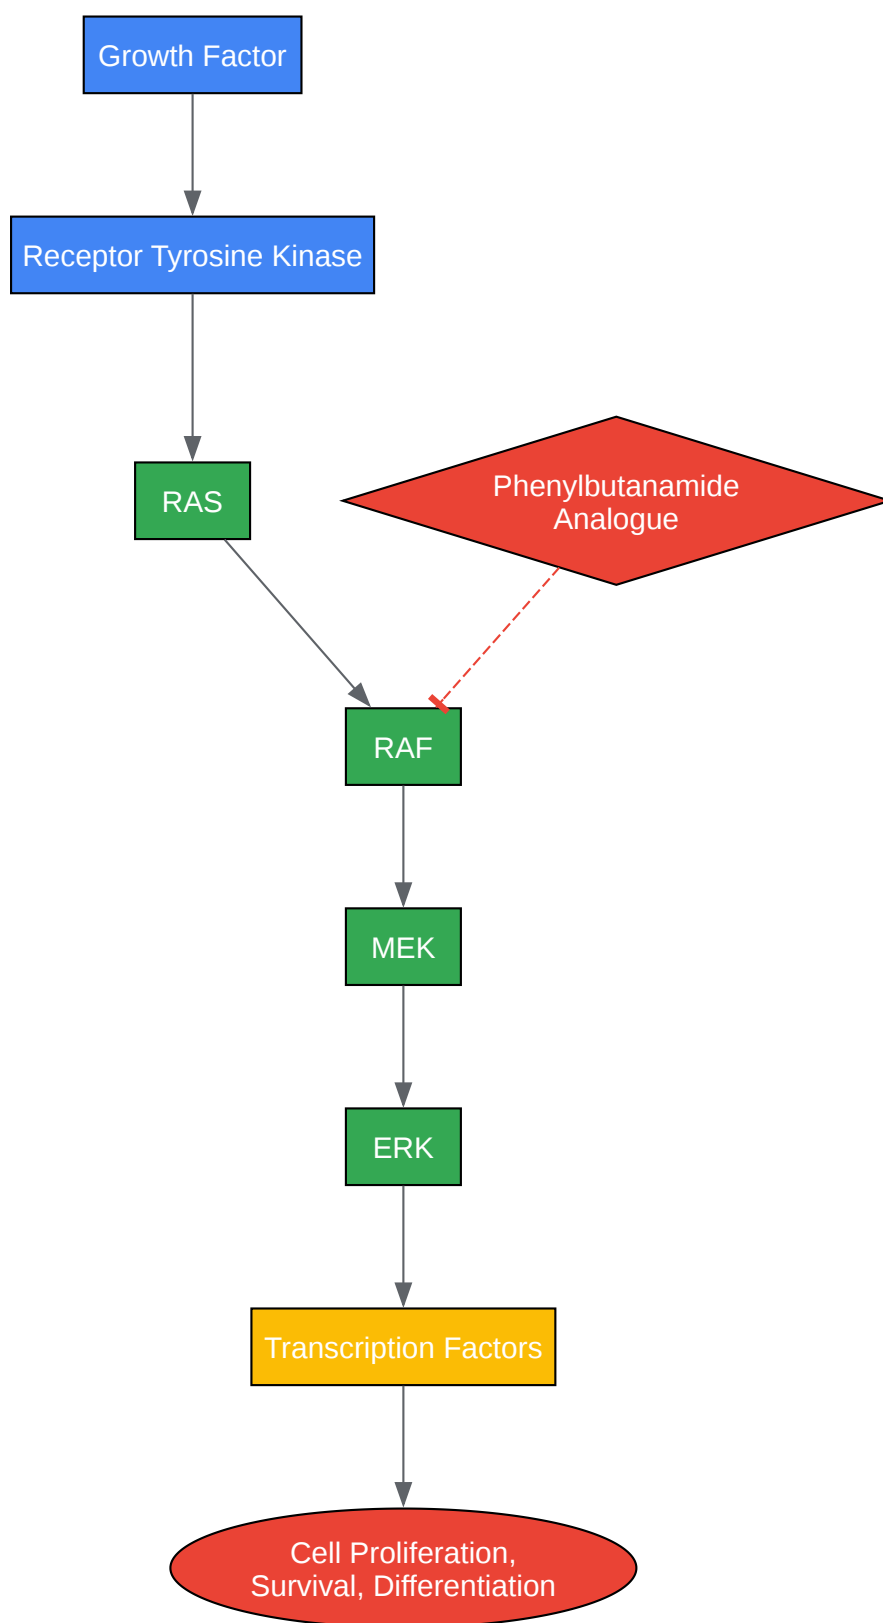 Growth Factor
Receptor Tyrosine Kinase
RAS
Phenylbutanamide
Analogue
RAF
MEK
ERK
Transcription Factors
Cell Proliferation,
Survival, Differentiation